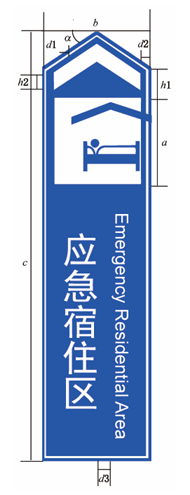 b
α
d1
d2
h1
h2
a
c
应急宿住区
Emergency Residential Area
d3